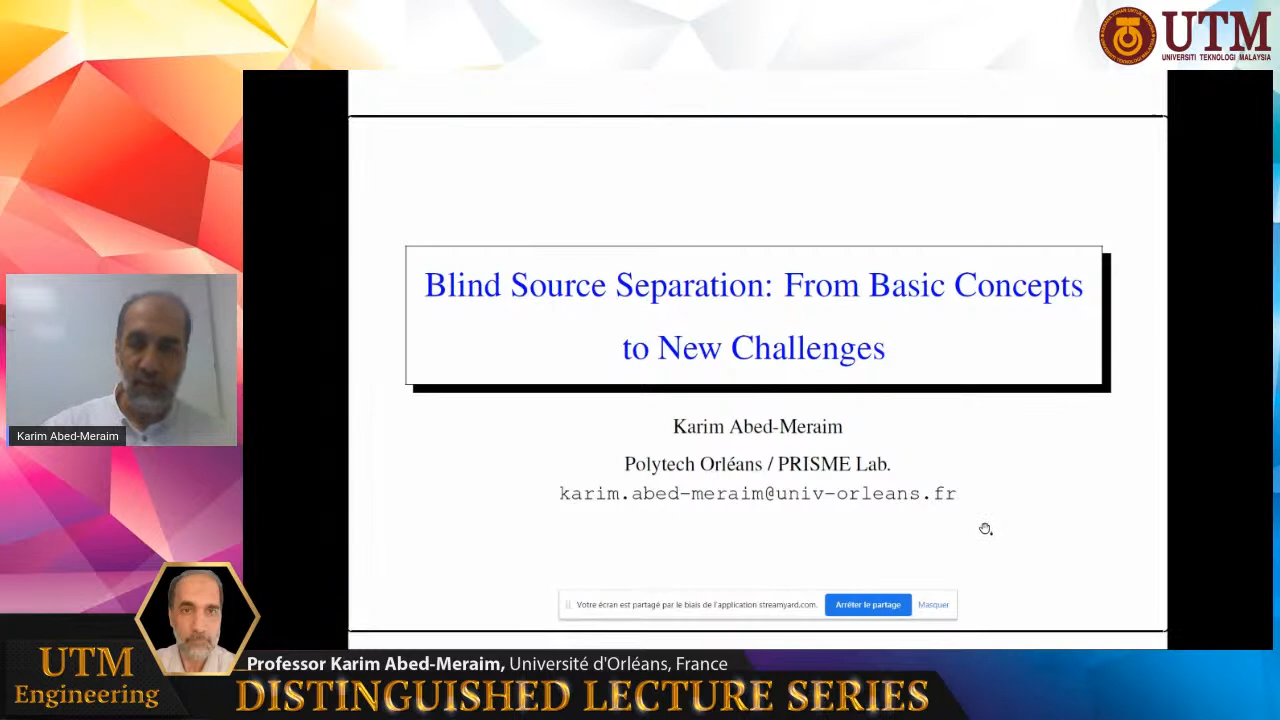 UTM
UNIVERSITI TEKNOLOGI MALAYSIA
Blind Source Separation: From Basic Concepts
to New Challenges
Karim Abed-Meraim
Polytech Orléans / PRISME Lab.
karim.abed-meraim@univ-orleans.fr
Karim Abed-Meraim
Votre écran est partagé par le biais de l'application streamyard.com. Arrêter le partage Masquer
UTM
Engineering
Professor Karim Abed-Meraim, Université d'Orléans, France
DISTINGUISHED LECTURE SERIES